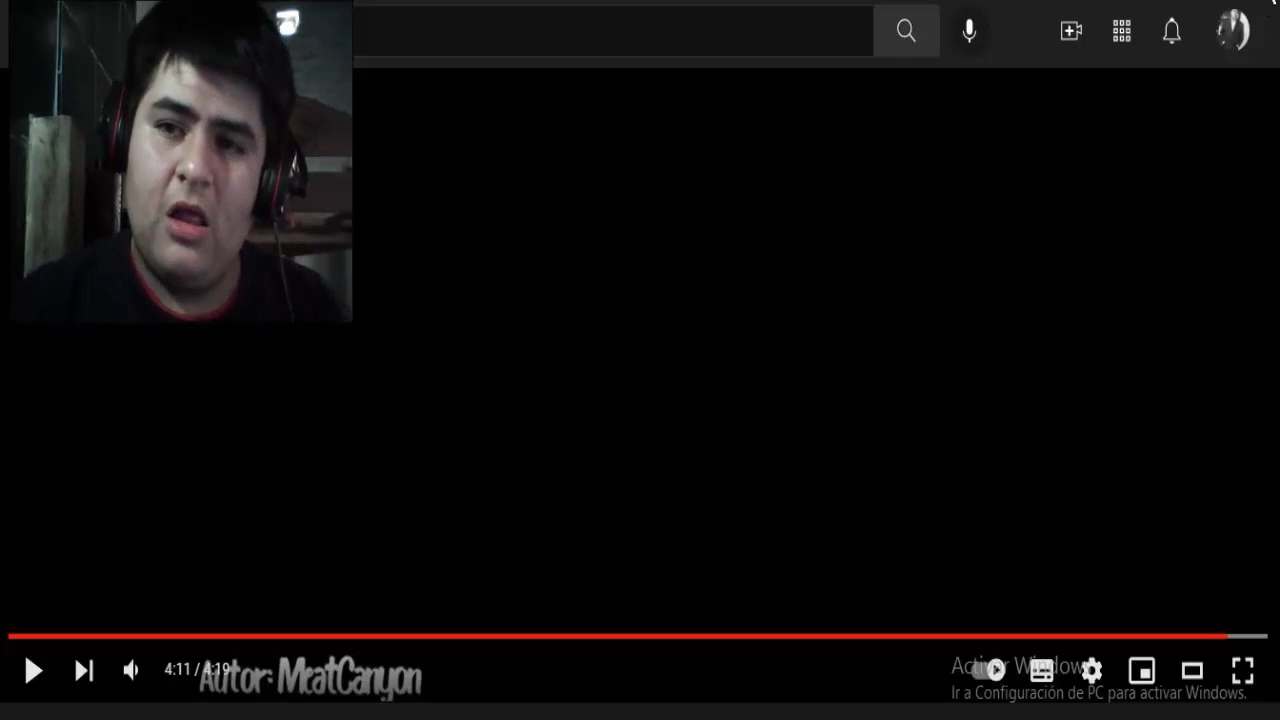 4:11 / 4:19
Autor: MeatCanyon
Activar Windows
Ir a Configuración de PC para activar Windows.